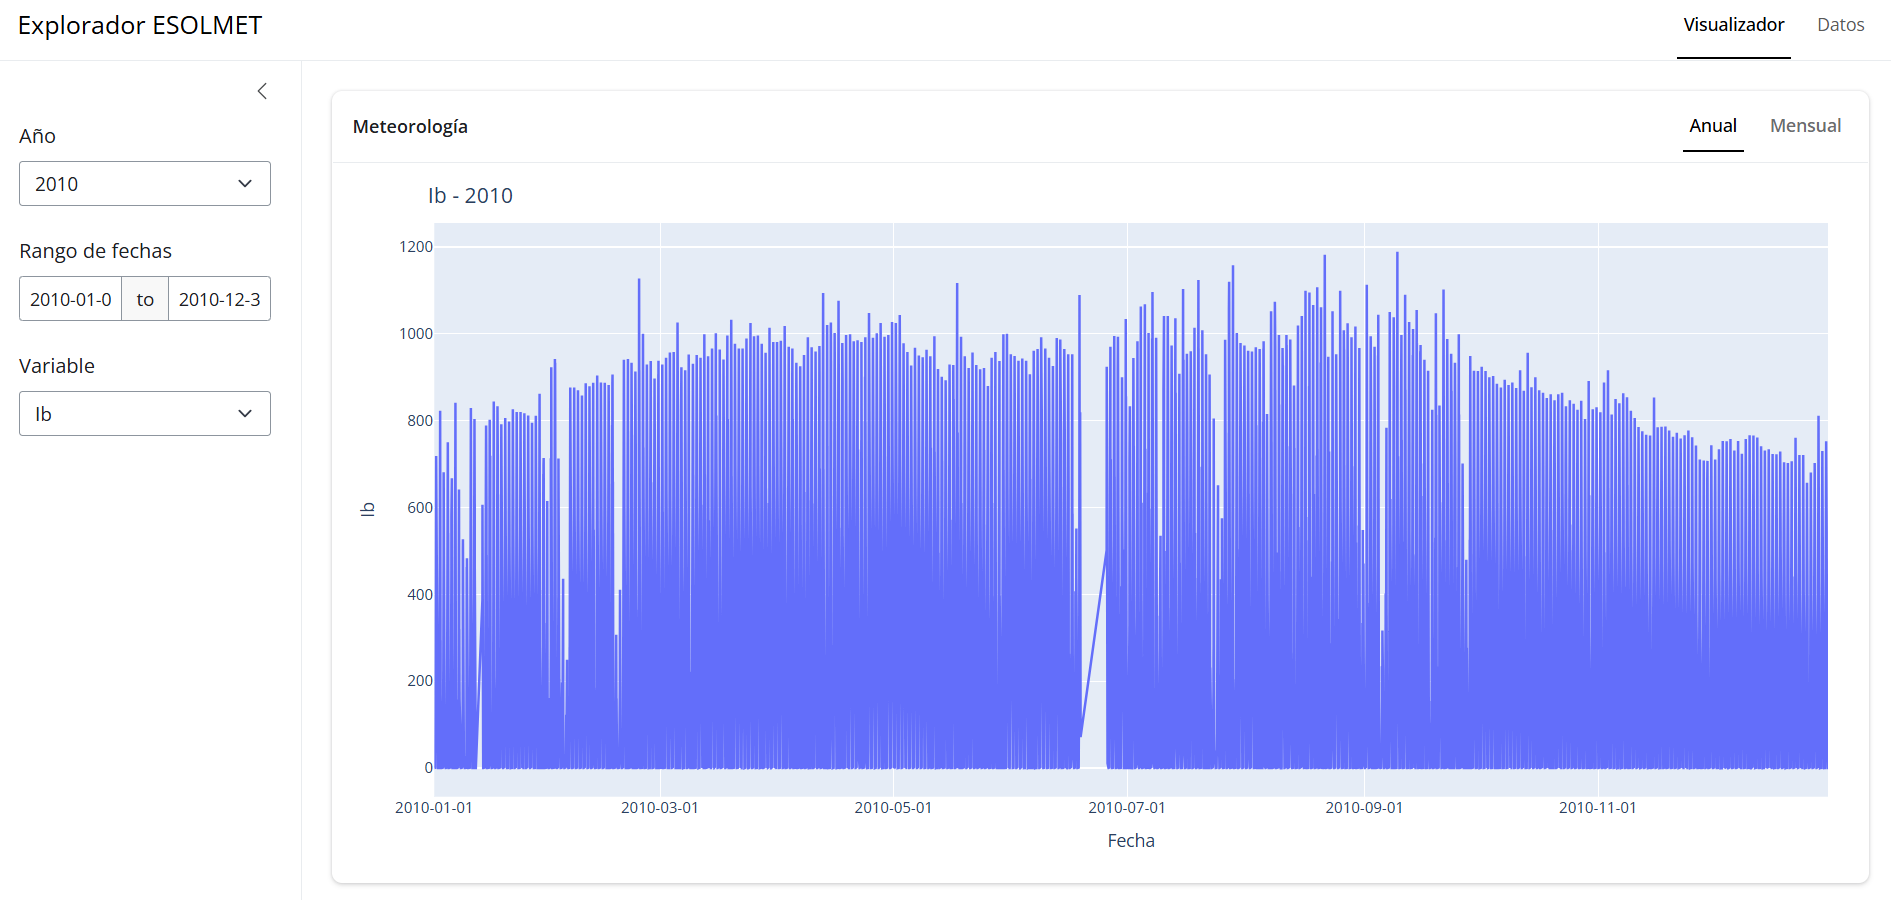 Explorador ESOLMET
Visualizador
Datos
Año
2010
Rango de fechas
2010-01-0 to 2010-12-3
Variable
Ib
Meteorología
Anual
Mensual
Ib - 2010
1200
1000
800
600
400
200
0
Ib
2010-01-01 2010-03-01 2010-05-01 2010-07-01 2010-09-01 2010-11-01
Fecha